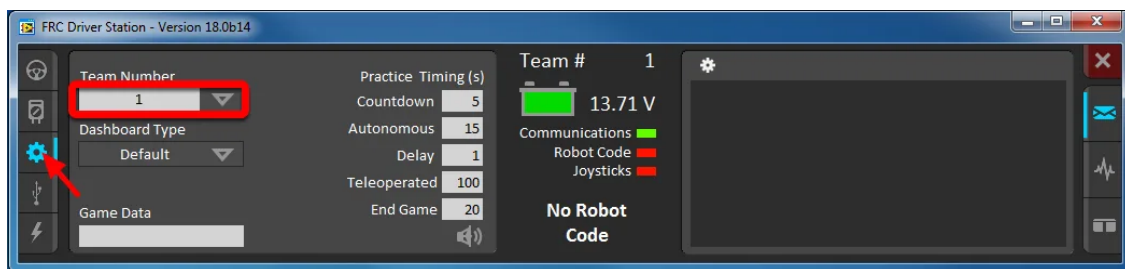 FRC Driver Station - Version 18.0b14
Team Number
1
Dashboard Type
Default
Game Data
Practice Timing (s)
Countdown 5
Autonomous 15
Delay 1
Teleoperated 100
End Game 20
Team # 1
13.71 V
Communications
Robot Code
Joysticks
No Robot
Code